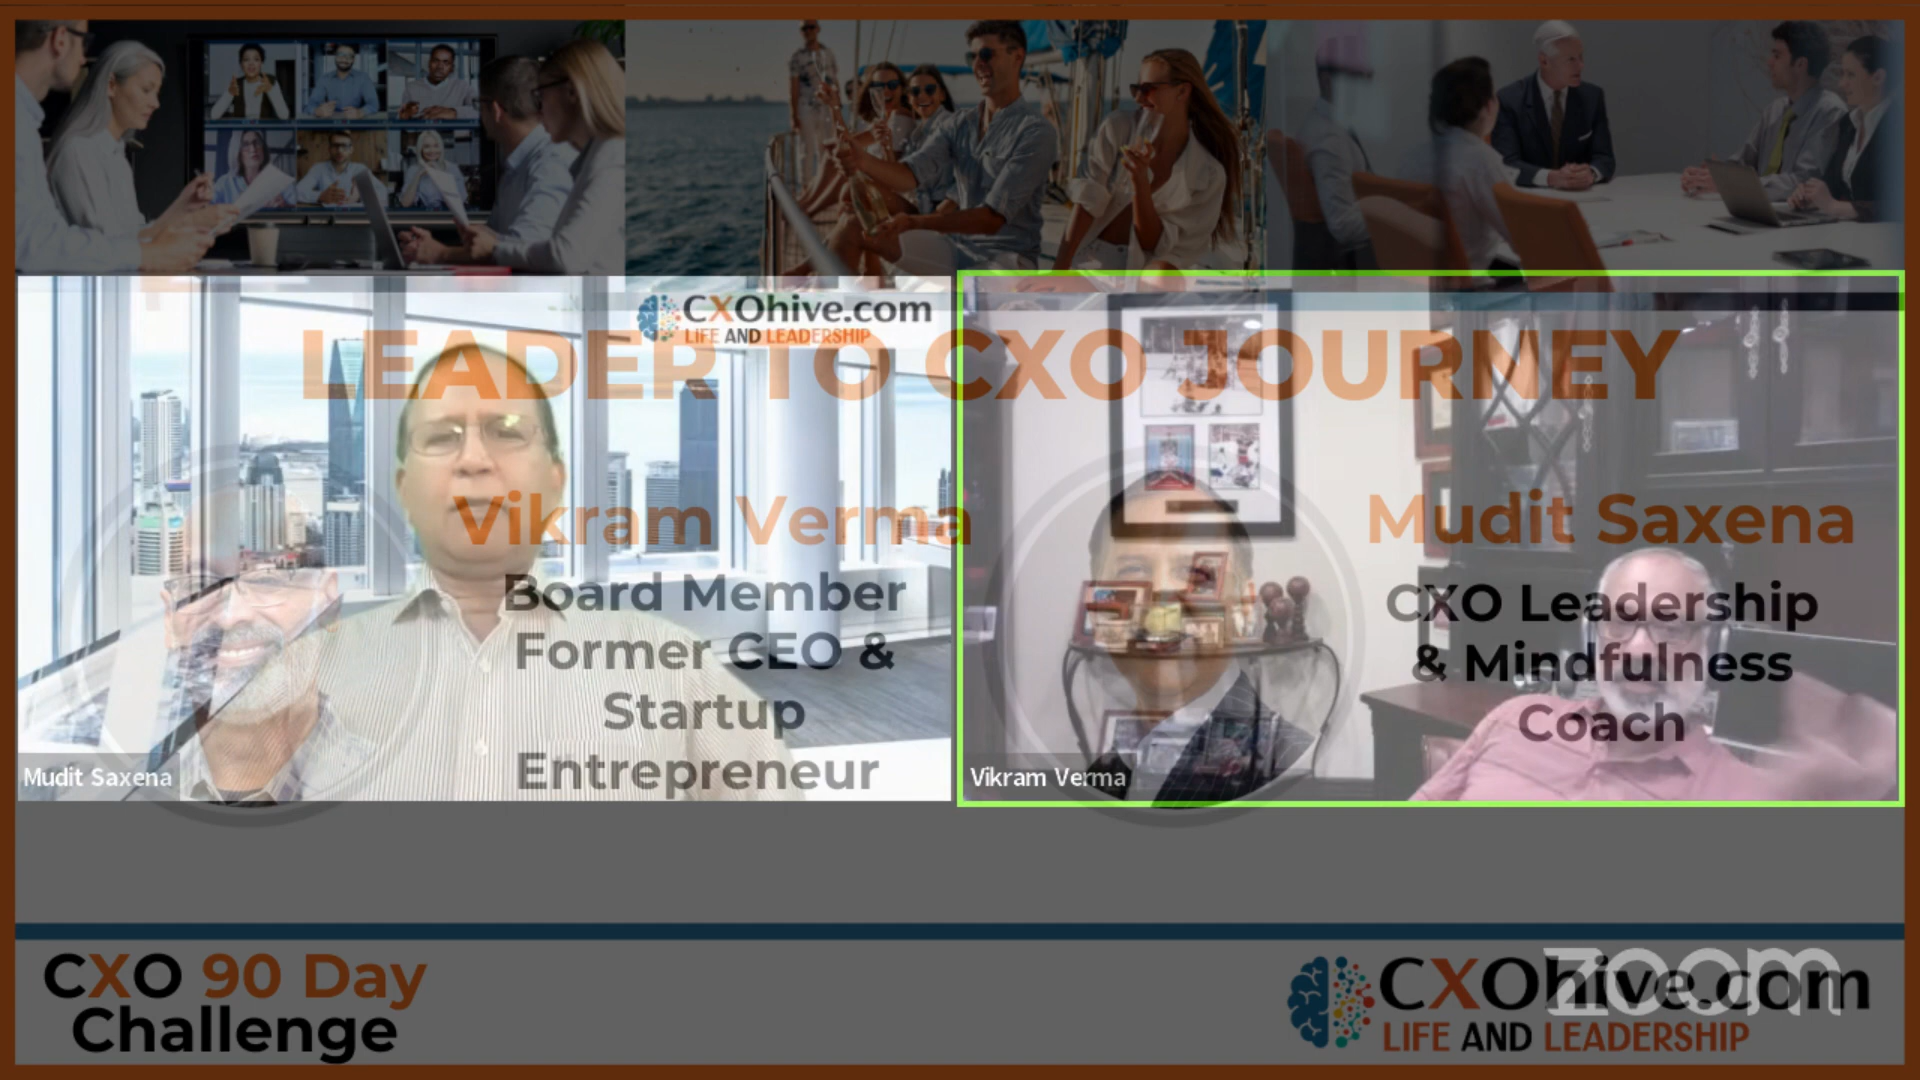 CXOhive.com
LIFE AND LEADERSHIP
LEADER TO CXO JOURNEY
Vikram Verma
Board Member
Former CEO &
Startup
Entrepreneur
Mudit Saxena
CXO Leadership
& Mindfulness
Coach
Mudit Saxena
Vikram Verma
CXO 90 Day
Challenge
CXOhive.com
LIFE AND LEADERSHIP
zoom